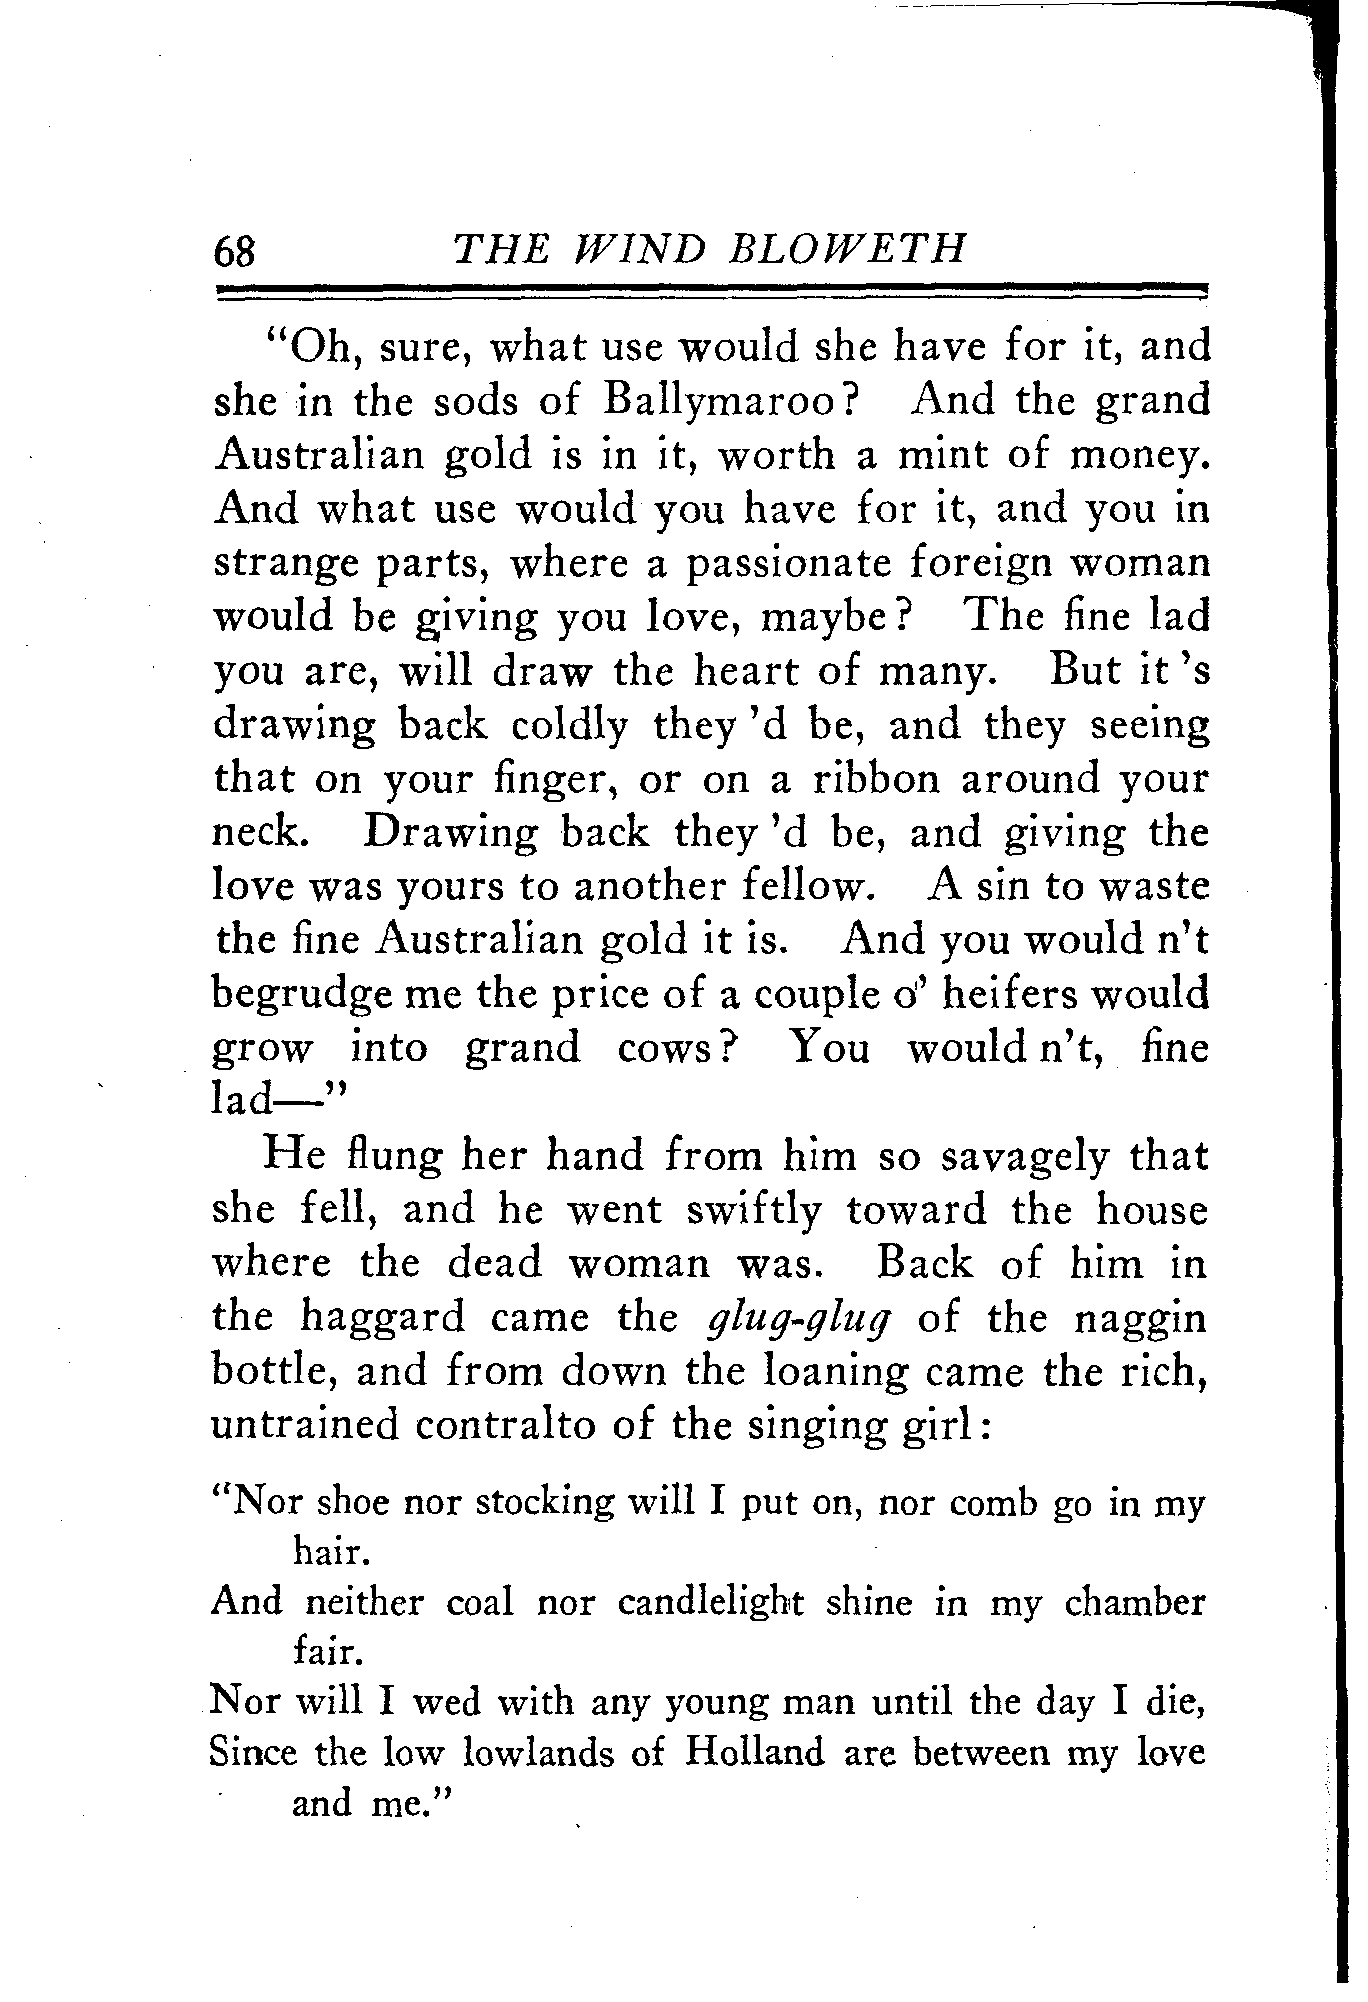 68 THE WIND BLOWETH
"Oh, sure, what use would she have for it, and
she in the sods of Ballymaroo? And the grand
Australian gold is in it, worth a mint of money.
And what use would you have for it, and you in
strange parts, where a passionate foreign woman
would be giving you love, maybe? The fine lad
you are, will draw the heart of many. But it 's
drawing back coldly they 'd be, and they seeing
that on your finger, or on a ribbon around your
neck. Drawing back they 'd be, and giving the
love was yours to another fellow. A sin to waste
the fine Australian gold it is. And you would n't
begrudge me the price of a couple o' heifers would
grow into grand cows? You would n't, fine
lad—"
He flung her hand from him so savagely that
she fell, and he went swiftly toward the house
where the dead woman was. Back of him in
the haggard came the glug-glug of the naggin
bottle, and from down the loaning came the rich,
untrained contralto of the singing girl:
"Nor shoe nor stocking will I put on, nor comb go in my
hair.
And neither coal nor candlelight shine in my chamber
fair.
Nor will I wed with any young man until the day I die,
Since the low lowlands of Holland are between my love
and me."